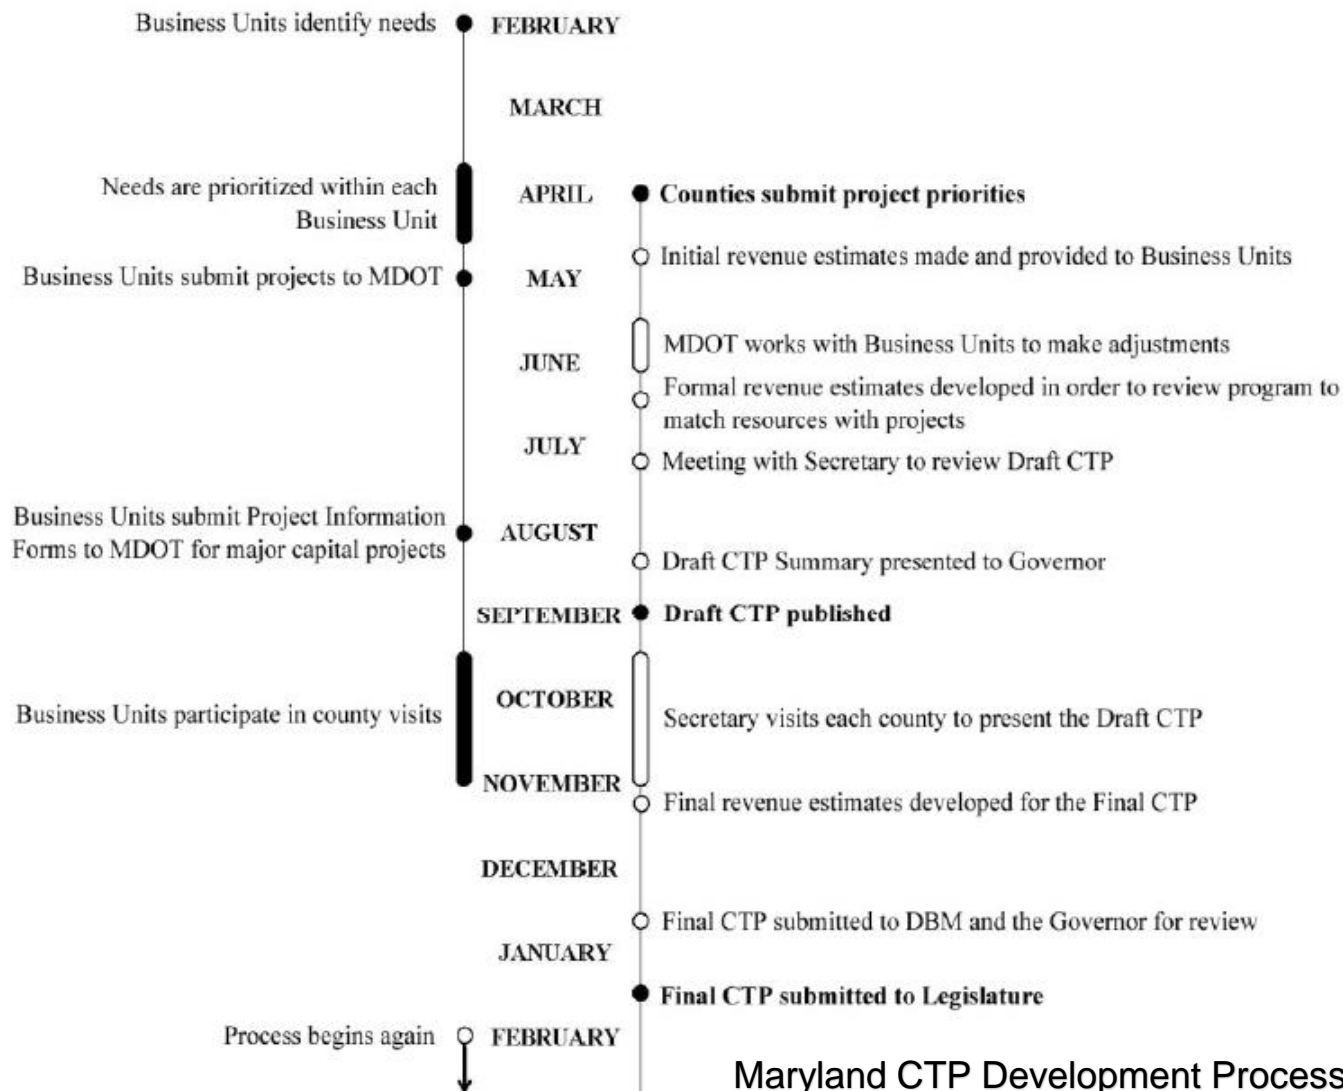 Business Units identify needs
FEBRUARY
MARCH
Needs are prioritized within each
Business Unit
APRIL
Counties submit project priorities
Initial revenue estimates made and provided to Business Units
Business Units submit projects to MDOT
MAY
MDOT works with Business Units to make adjustments
JUNE
Formal revenue estimates developed in order to review program to
match resources with projects
JULY
Meeting with Secretary to review Draft CTP
Business Units submit Project Information
Forms to MDOT for major capital projects
AUGUST
Draft CTP Summary presented to Governor
SEPTEMBER
Draft CTP published
Business Units participate in county visits
OCTOBER
Secretary visits each county to present the Draft CTP
NOVEMBER
Final revenue estimates developed for the Final CTP
DECEMBER
Final CTP submitted to DBM and the Governor for review
JANUARY
Final CTP submitted to Legislature
Process begins again
FEBRUARY
Maryland CTP Development Process